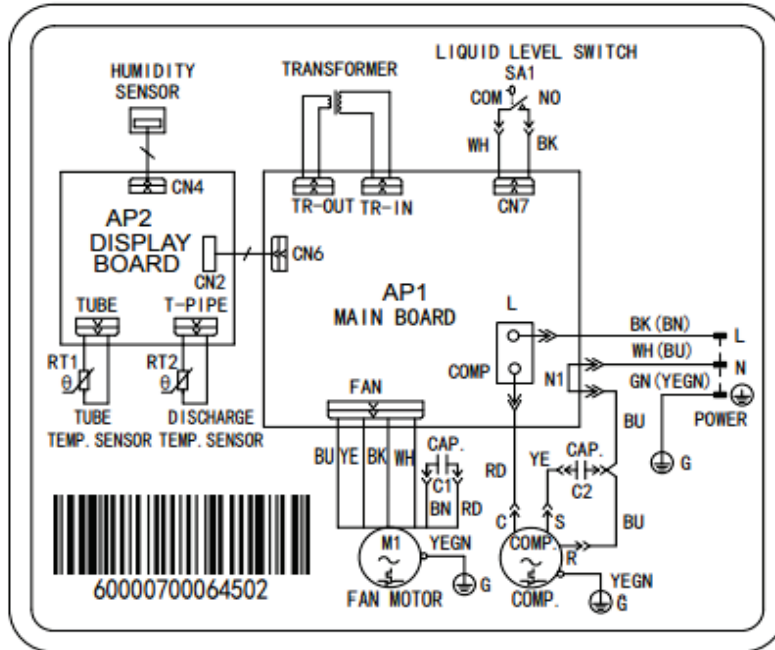 LIQUID LEVEL SWITCH
SA1
HUMIDITY
SENSOR
TRANSFORMER
COM NO
WH BK
CN4
TR-OUT TR-IN CN7
AP2
DISPLAY
BOARD
CN2
CN6
AP1
MAIN BOARD
L
TUBE T-PIPE
COMP
N1
BK(BN) L
WH(BU) N
GN(YEGN)
POWER
G
RT1 RT2
θ θ
TUBE
TEMP. SENSOR
DISCHARGE
TEMP. SENSOR
FAN
BU YE BK WH
CAP.
C1
BN RD
RD
YE CAP.
C2
BU
BU
C S
R
M1
YEGN
G
FAN MOTOR
COMP.
YEGN
G
COMP.
60000700064502